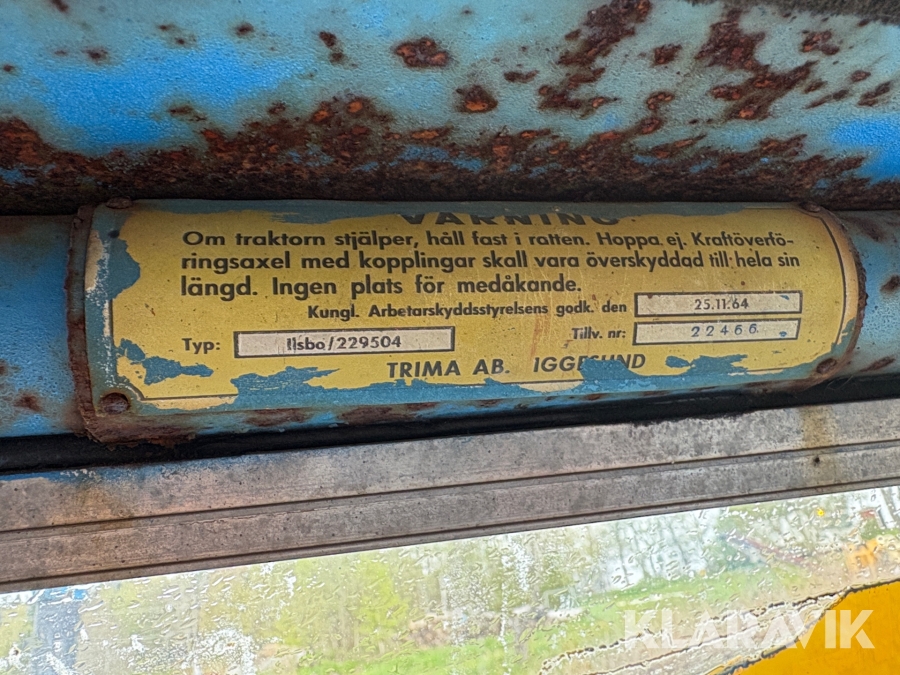 VARNING
Om traktorn stjälper, håll fast i ratten. Hoppa ej. Kraftöverfö-
ringsaxel med kopplingar skall vara överskyddad till hela sin
längd. Ingen plats för medåkande.
Kungl. Arbetarskyddsstyrelsens godk. den 25.11.64
Typ: Ilsbo/229504 Tillv. nr: 22466
TRIMA AB. IGGESUND
KLARAVIK